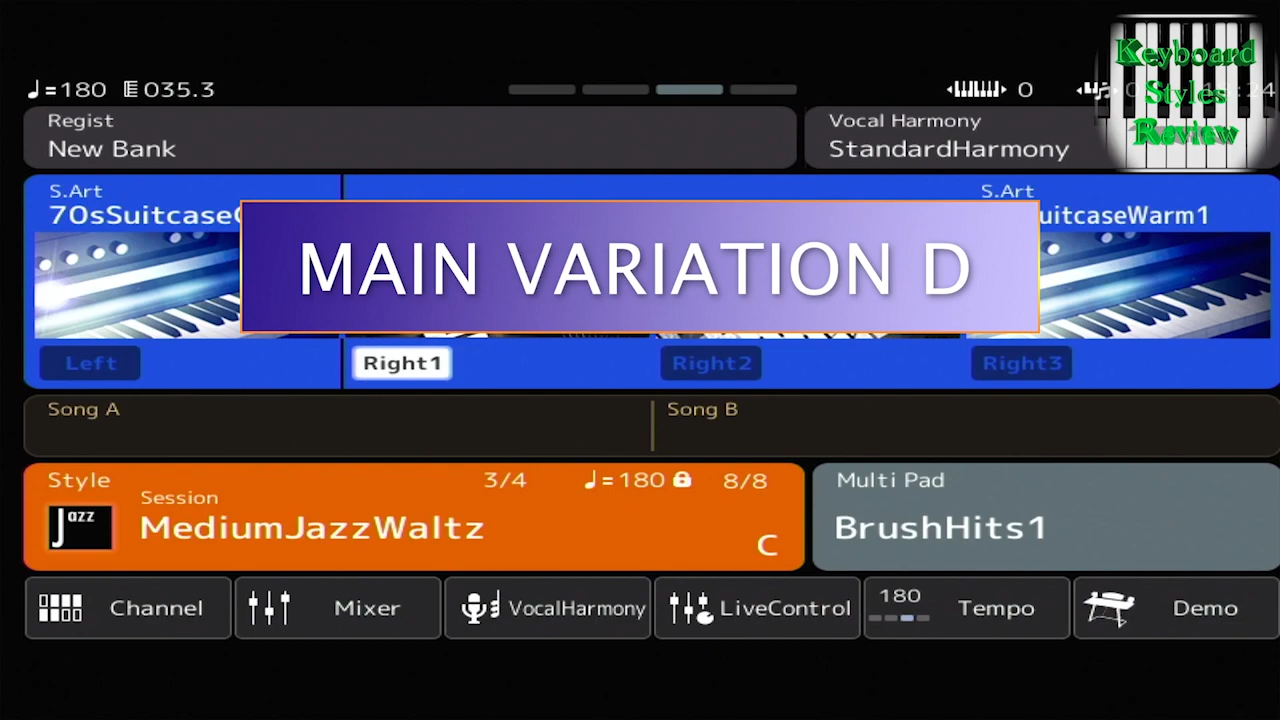 ♩=180 035.3
0
Keyboard
Styles
Review
Regist
New Bank
Vocal Harmony
StandardHarmony
S.Art
70sSuitcase
S.Art
uitcaseWarm1
MAIN VARIATION D
Left
Right1
Right2
Right3
Song A
Song B
Style
3/4
♩=180
8/8
Session
Jazz
MediumJazzWaltz
C
Multi Pad
BrushHits1
Channel
Mixer
VocalHarmony
LiveControl
180
Tempo
Demo